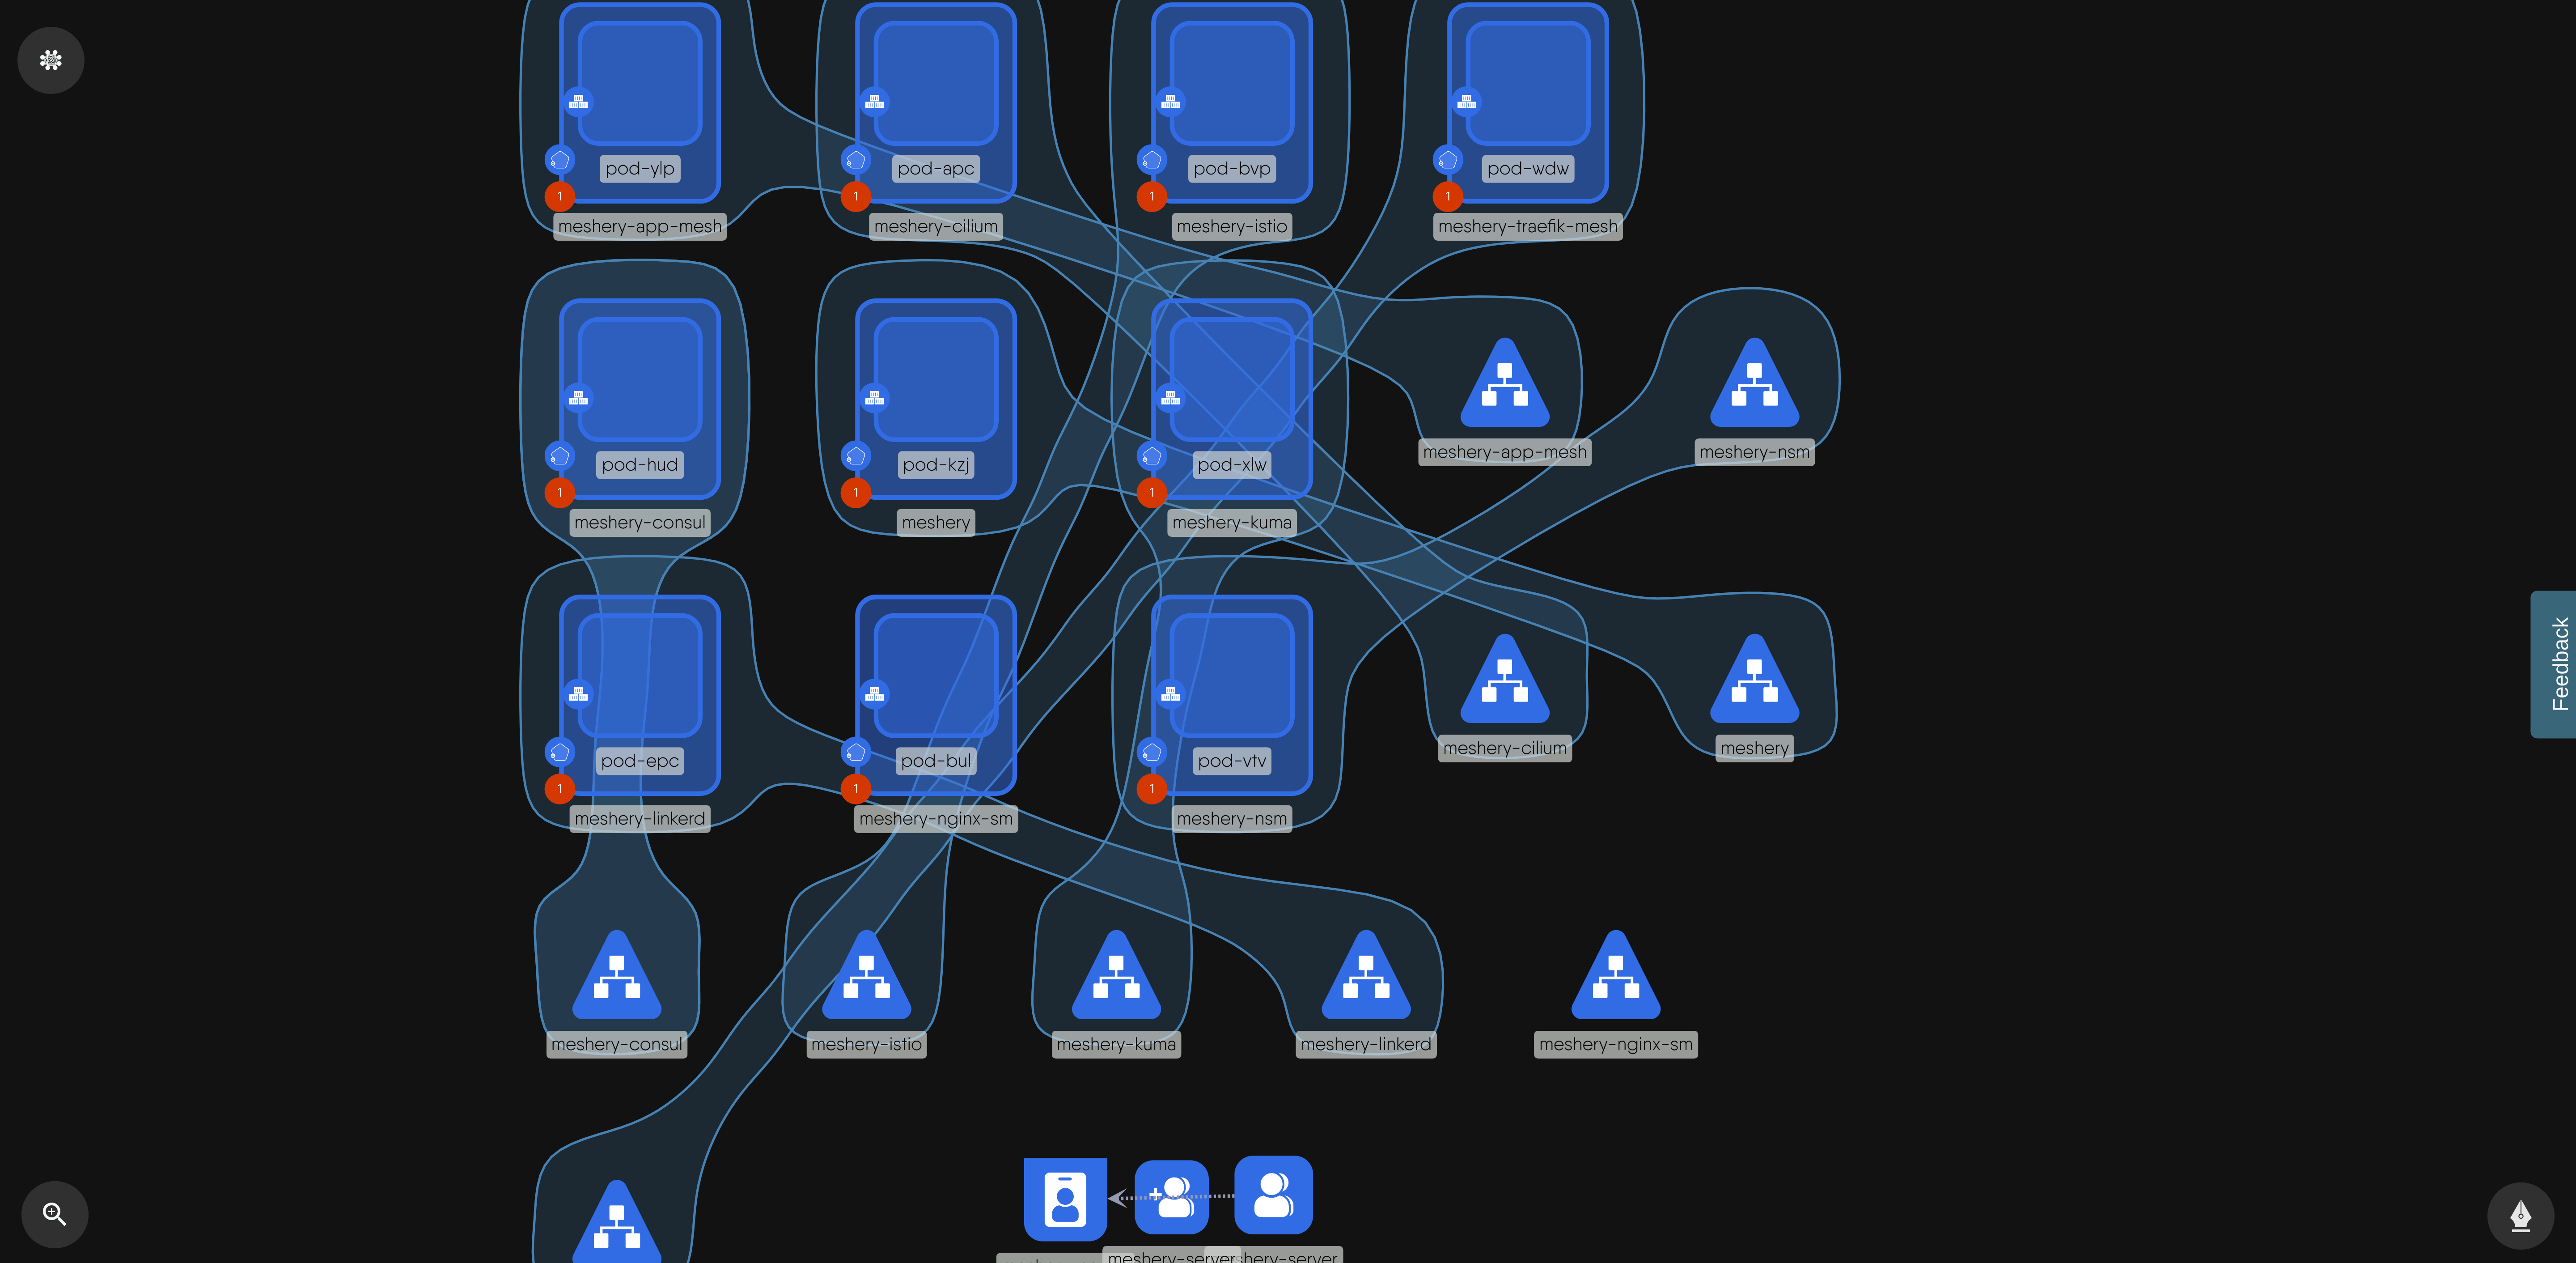 pod-ylp
pod-apc
pod-bvp
pod-wdw
1
1
1
1
meshery-app-mesh
meshery-cilium
meshery-istio
meshery-traefik-mesh
pod-hud
pod-kzj
pod-xlw
meshery-app-mesh
meshery-nsm
1
1
1
meshery-consul
meshery
meshery-kuma
Feedback
pod-epc
pod-bul
pod-vtv
meshery-cilium
meshery
1
1
1
meshery-linkerd
meshery-nginx-sm
meshery-nsm
meshery-consul
meshery-istio
meshery-kuma
meshery-linkerd
meshery-nginx-sm
meshery-server
hery-server